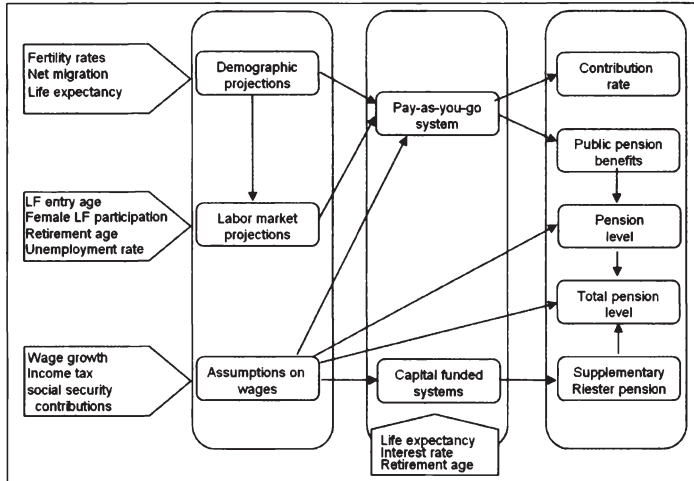 Fertility rates
Net migration
Life expectancy
Demographic
projections
Pay-as-you-go
system
Contribution
rate
Public pension
benefits
LF entry age
Female LF participation
Retirement age
Unemployment rate
Labor market
projections
Pension
level
Total pension
level
Wage growth
Income tax
social security
contributions
Assumptions on
wages
Capital funded
systems
Supplementary
Riester pension
Life expectancy
Interest rate
Retirement age